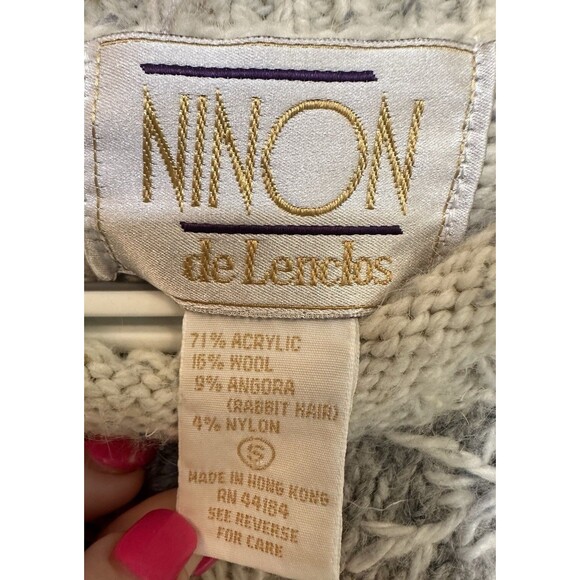 NINON
de Lenclos
71% ACRYLIC
16% WOOL
9% ANGORA
(RABBIT HAIR)
4% NYLON
S
MADE IN HONG KONG
RN 44184
SEE REVERSE
FOR CARE